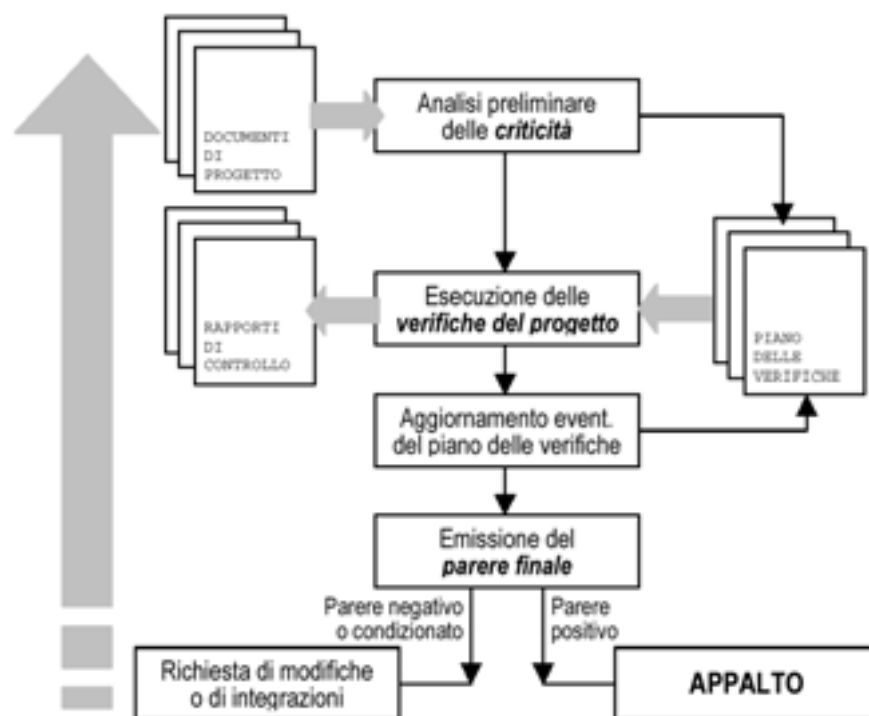 DOCUMENTI
DI
PROGETTO
Analisi preliminare
delle criticità
RAPPORTI
DI
CONTROLLO
Esecuzione delle
verifiche del progetto
PIANO
DELLE
VERIFICHE
Aggiornamento event.
del piano delle verifiche
Emissione del
parere finale
Parere negativo
o condizionato
Parere
positivo
Richiesta di modifiche
o di integrazioni
APPALTO